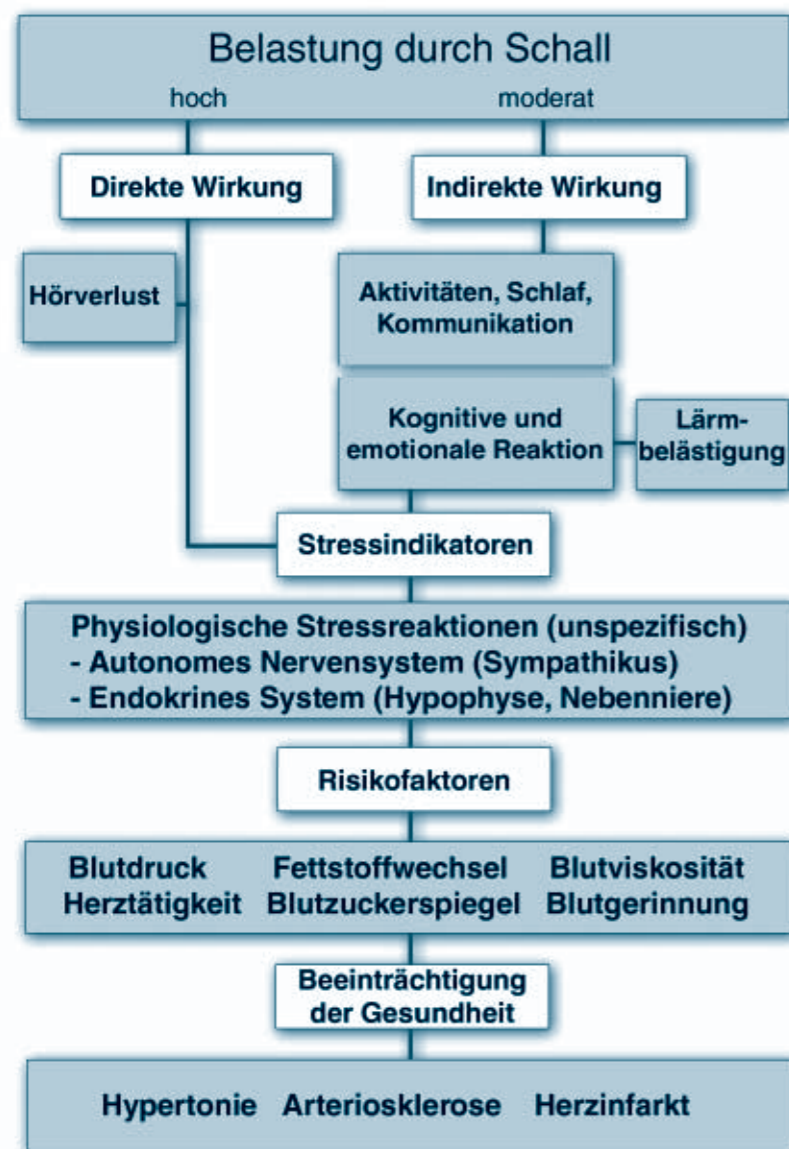 Belastung durch Schall
hoch moderat
Direkte Wirkung
Indirekte Wirkung
Hörverlust
Aktivitäten, Schlaf,
Kommunikation
Kognitive und
emotionale Reaktion
Lärm-
belästigung
Stressindikatoren
Physiologische Stressreaktionen (unspezifisch)
- Autonomes Nervensystem (Sympathikus)
- Endokrines System (Hypophyse, Nebenniere)
Risikofaktoren
Blutdruck Fettstoffwechsel Blutviskosität
Herztätigkeit Blutzuckerspiegel Blutgerinnung
Beeinträchtigung
der Gesundheit
Hypertonie Arteriosklerose Herzinfarkt